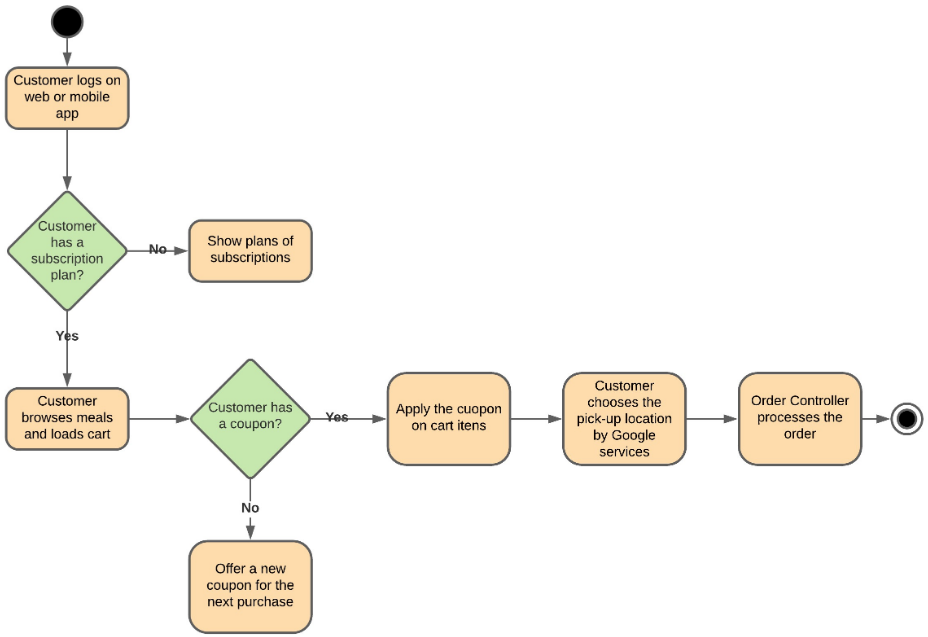 Customer logs on
web or mobile
app
Customer
has a
subscription
plan?
No
Show plans of
subscriptions
Yes
Customer
browses meals
and loads cart
Customer has
a coupon?
Yes
Apply the cuopon
on cart itens
Customer
chooses the
pick-up location
by Google
services
Order Controller
processes the
order
No
Offer a new
coupon for the
next purchase